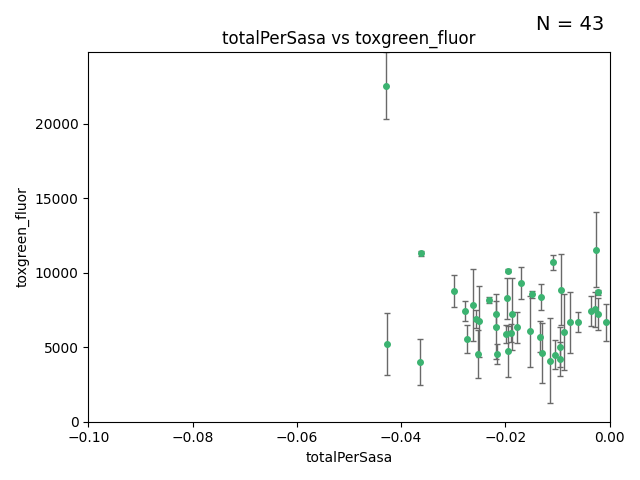 N = 43
totalPerSasa vs toxgreen_fluor
toxgreen_fluor
20000
15000
10000
5000
0
−0.10
−0.08
−0.06
−0.04
−0.02
0.00
totalPerSasa